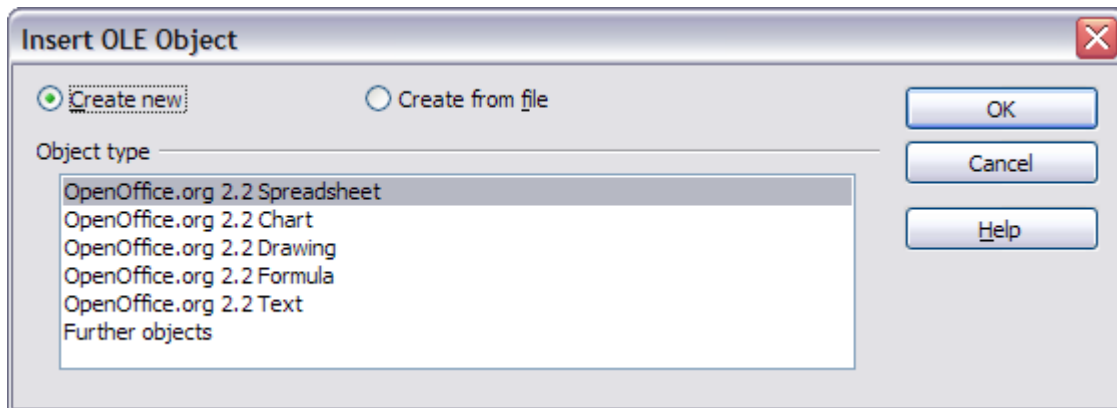 Insert OLE Object
Create new
Create from file
OK
Object type
Cancel
OpenOffice.org 2.2 Spreadsheet
OpenOffice.org 2.2 Chart
Help
OpenOffice.org 2.2 Drawing
OpenOffice.org 2.2 Formula
OpenOffice.org 2.2 Text
Further objects